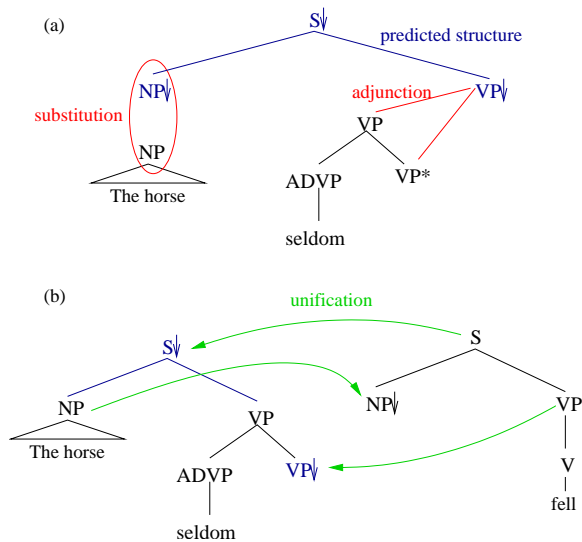 (a)
S↓
predicted structure
NP↓
adjunction
VP↓
substitution
VP
NP
ADVP
VP*
The horse
seldom
(b)
unification
S↓
S
NP
VP
NP↓
VP
The horse
ADVP
VP↓
V
seldom
fell